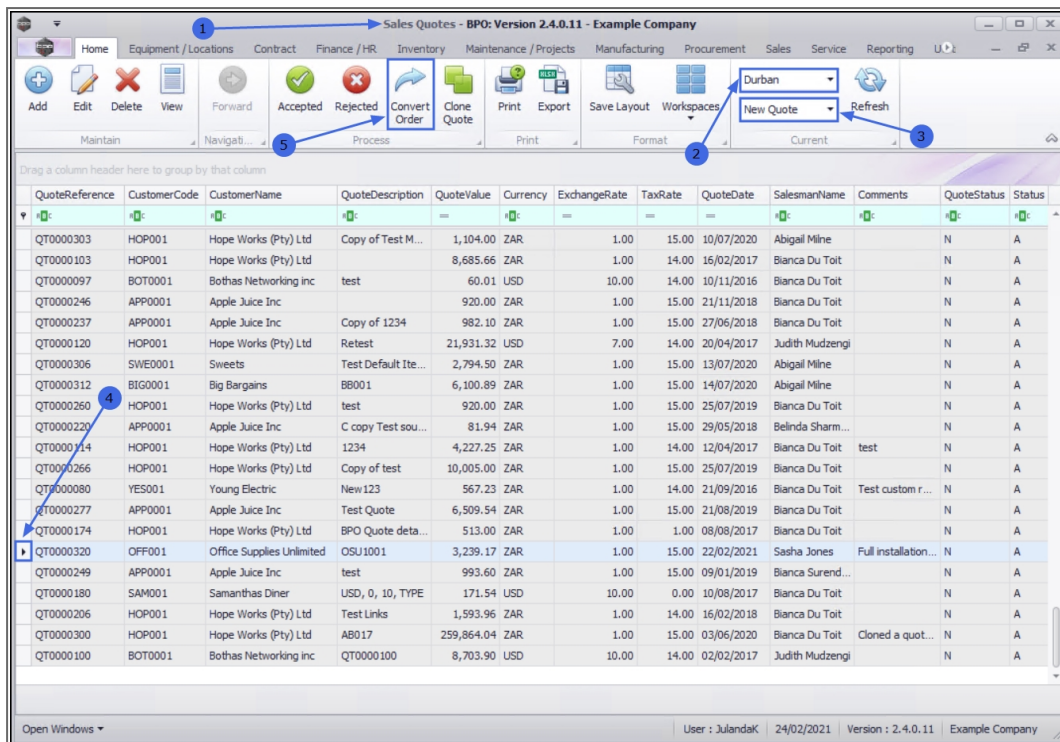 1
Sales Quotes - BPO: Version 2.4.0.11 - Example Company
Home Equipment / Locations Contract Finance / HR Inventory Maintenance / Projects Manufacturing Procurement Sales Service Reporting
Add Edit Delete View Forward Accepted Rejected Convert Order Clone Quote Print Export Save Layout Workspaces Durban New Quote Refresh
5 2 3
Maintain Navigati... Process Print Format Current
Drag a column header here to group by that column
QuoteReference CustomerCode CustomerName QuoteDescription QuoteValue Currency ExchangeRate TaxRate QuoteDate SalesmanName Comments QuoteStatus Status
QT0000303 HOP001 Hope Works (Pty) Ltd Copy of Test M... 1,104.00 ZAR 1.00 15.00 10/07/2020 Abigail Milne N A
QT0000103 HOP001 Hope Works (Pty) Ltd 8,685.66 ZAR 1.00 14.00 16/02/2017 Bianca Du Toit N A
QT0000097 BOT0001 Bothas Networking inc test 60.01 USD 10.00 14.00 10/11/2016 Bianca Du Toit N A
QT0000246 APP0001 Apple Juice Inc 920.00 ZAR 1.00 15.00 21/11/2018 Bianca Du Toit N A
QT0000237 APP0001 Apple Juice Inc Copy of 1234 982.10 ZAR 1.00 15.00 27/06/2018 Bianca Du Toit N A
QT0000120 HOP001 Hope Works (Pty) Ltd Retest 21,931.32 USD 7.00 14.00 20/04/2017 Judith Mudzengi N A
QT0000306 SWE0001 Sweets Test Default Ite... 2,794.50 ZAR 1.00 15.00 13/07/2020 Abigail Milne N A
QT0000312 BIG0001 Big Bargains BB001 6,100.89 ZAR 1.00 15.00 14/07/2020 Abigail Milne N A
4
QT0000260 HOP001 Hope Works (Pty) Ltd test 920.00 ZAR 1.00 15.00 25/07/2019 Bianca Du Toit N A
QT0000220 APP0001 Apple Juice Inc C copy Test sou... 81.94 ZAR 1.00 15.00 29/05/2018 Belinda Sharm... N A
QT0000114 HOP001 Hope Works (Pty) Ltd 1234 4,227.25 ZAR 1.00 14.00 12/04/2017 Bianca Du Toit test N A
QT0000266 HOP001 Hope Works (Pty) Ltd Copy of test 10,005.00 ZAR 1.00 15.00 25/07/2019 Bianca Du Toit N A
QT0000080 YES001 Young Electric New123 567.23 ZAR 1.00 14.00 21/09/2016 Bianca Du Toit Test custom r... N A
QT0000277 APP0001 Apple Juice Inc Test Quote 6,509.54 ZAR 1.00 15.00 21/08/2019 Bianca Du Toit N A
QT0000174 HOP001 Hope Works (Pty) Ltd BPO Quote deta... 513.00 ZAR 1.00 1.00 08/08/2017 Bianca Du Toit N A
QT0000320 OFF001 Office Supplies Unlimited OSU1001 3,239.17 ZAR 1.00 15.00 22/02/2021 Sasha Jones Full installation... N A
QT0000249 APP0001 Apple Juice Inc test 993.60 ZAR 1.00 15.00 09/01/2019 Bianca Surend... N A
QT0000180 SAM001 Samanthas Diner USD, 0, 10, TYPE 171.54 USD 10.00 0.00 10/08/2017 Bianca Du Toit N A
QT0000206 HOP001 Hope Works (Pty) Ltd Test Links 1,593.96 ZAR 1.00 14.00 16/02/2018 Bianca Du Toit N A
QT0000300 HOP001 Hope Works (Pty) Ltd AB017 259,864.04 ZAR 1.00 15.00 03/06/2020 Bianca Du Toit Cloned a quot... N A
QT0000100 BOT0001 Bothas Networking inc QT0000100 8,703.90 USD 10.00 14.00 02/02/2017 Judith Mudzengi N A
Open Windows User : JulandaK 24/02/2021 Version : 2.4.0.11 Example Company